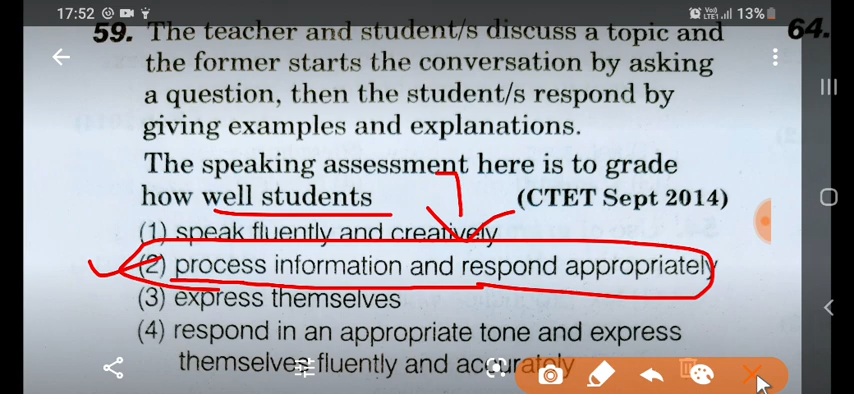 17:52
Vo) LTE1 13%
59. The teacher and student/s discuss a topic and
the former starts the conversation by asking
a question, then the student/s respond by
giving examples and explanations.
The speaking assessment here is to grade
how well students (CTET Sept 2014)
(1) speak fluently and creatively
(2) process information and respond appropriately
(3) express themselves
(4) respond in an appropriate tone and express
themselves fluently and accurately
64.